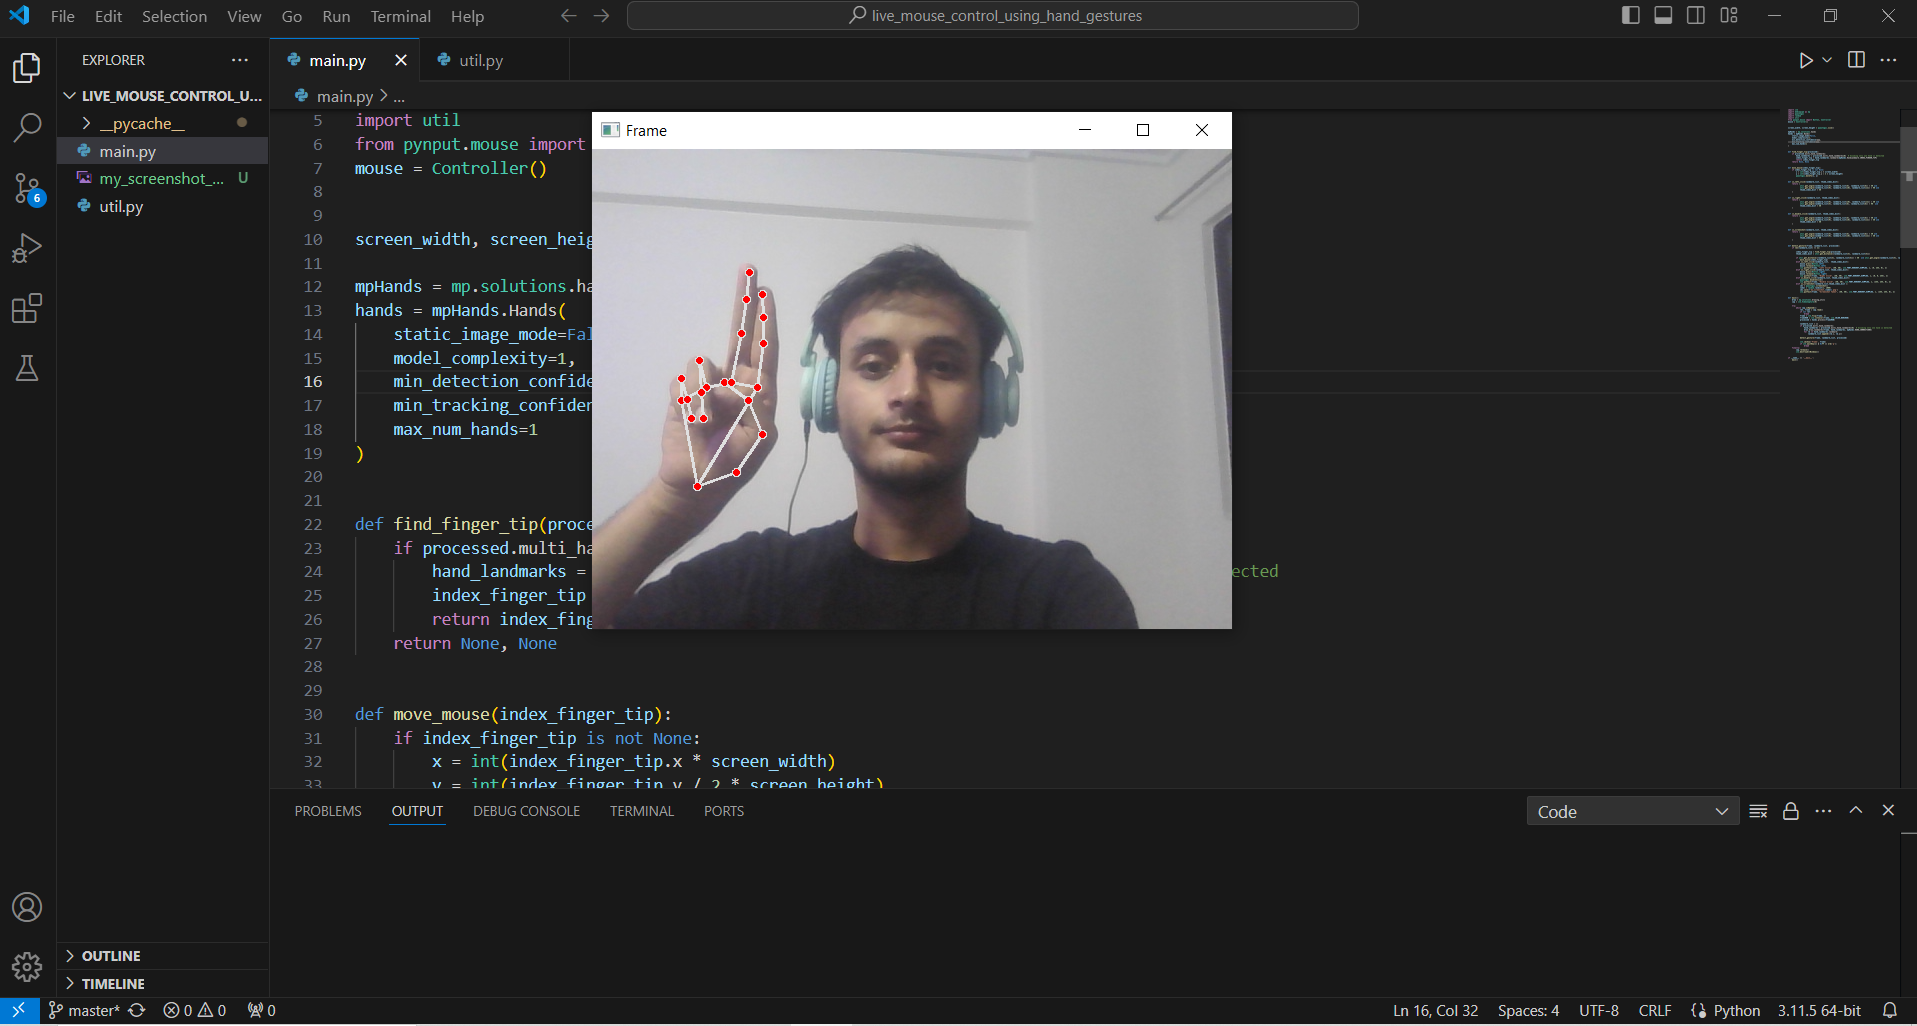 File Edit Selection View Go Run Terminal Help
live_mouse_control_using_hand_gestures
EXPLORER
LIVE_MOUSE_CONTROL_U...
__pycache__
main.py
my_screenshot_... U
util.py
6
main.py util.py
main.py > ...
5 import util
6 from pynput.mouse import
7 mouse = Controller()
8
9
10 screen_width, screen_heig
11
12 mpHands = mp.solutions.ha
13 hands = mpHands.Hands(
14 static_image_mode=Fal
15 model_complexity=1,
16 min_detection_confide
17 min_tracking_confiden
18 max_num_hands=1
19 )
20
21
22 def find_finger_tip(proce
23 if processed.multi_ha
24 hand_landmarks = ected
25 index_finger_tip
26 return index_fing
27 return None, None
28
29
30 def move_mouse(index_finger_tip):
31 if index_finger_tip is not None:
32 x = int(index_finger_tip.x * screen_width)
33 y = int(index_finger_tip.y / 2 * screen_height)
Frame
PROBLEMS OUTPUT DEBUG CONSOLE TERMINAL PORTS
Code
OUTLINE
TIMELINE
master* 0 0 0
Ln 16, Col 32 Spaces: 4 UTF-8 CRLF Python 3.11.5 64-bit